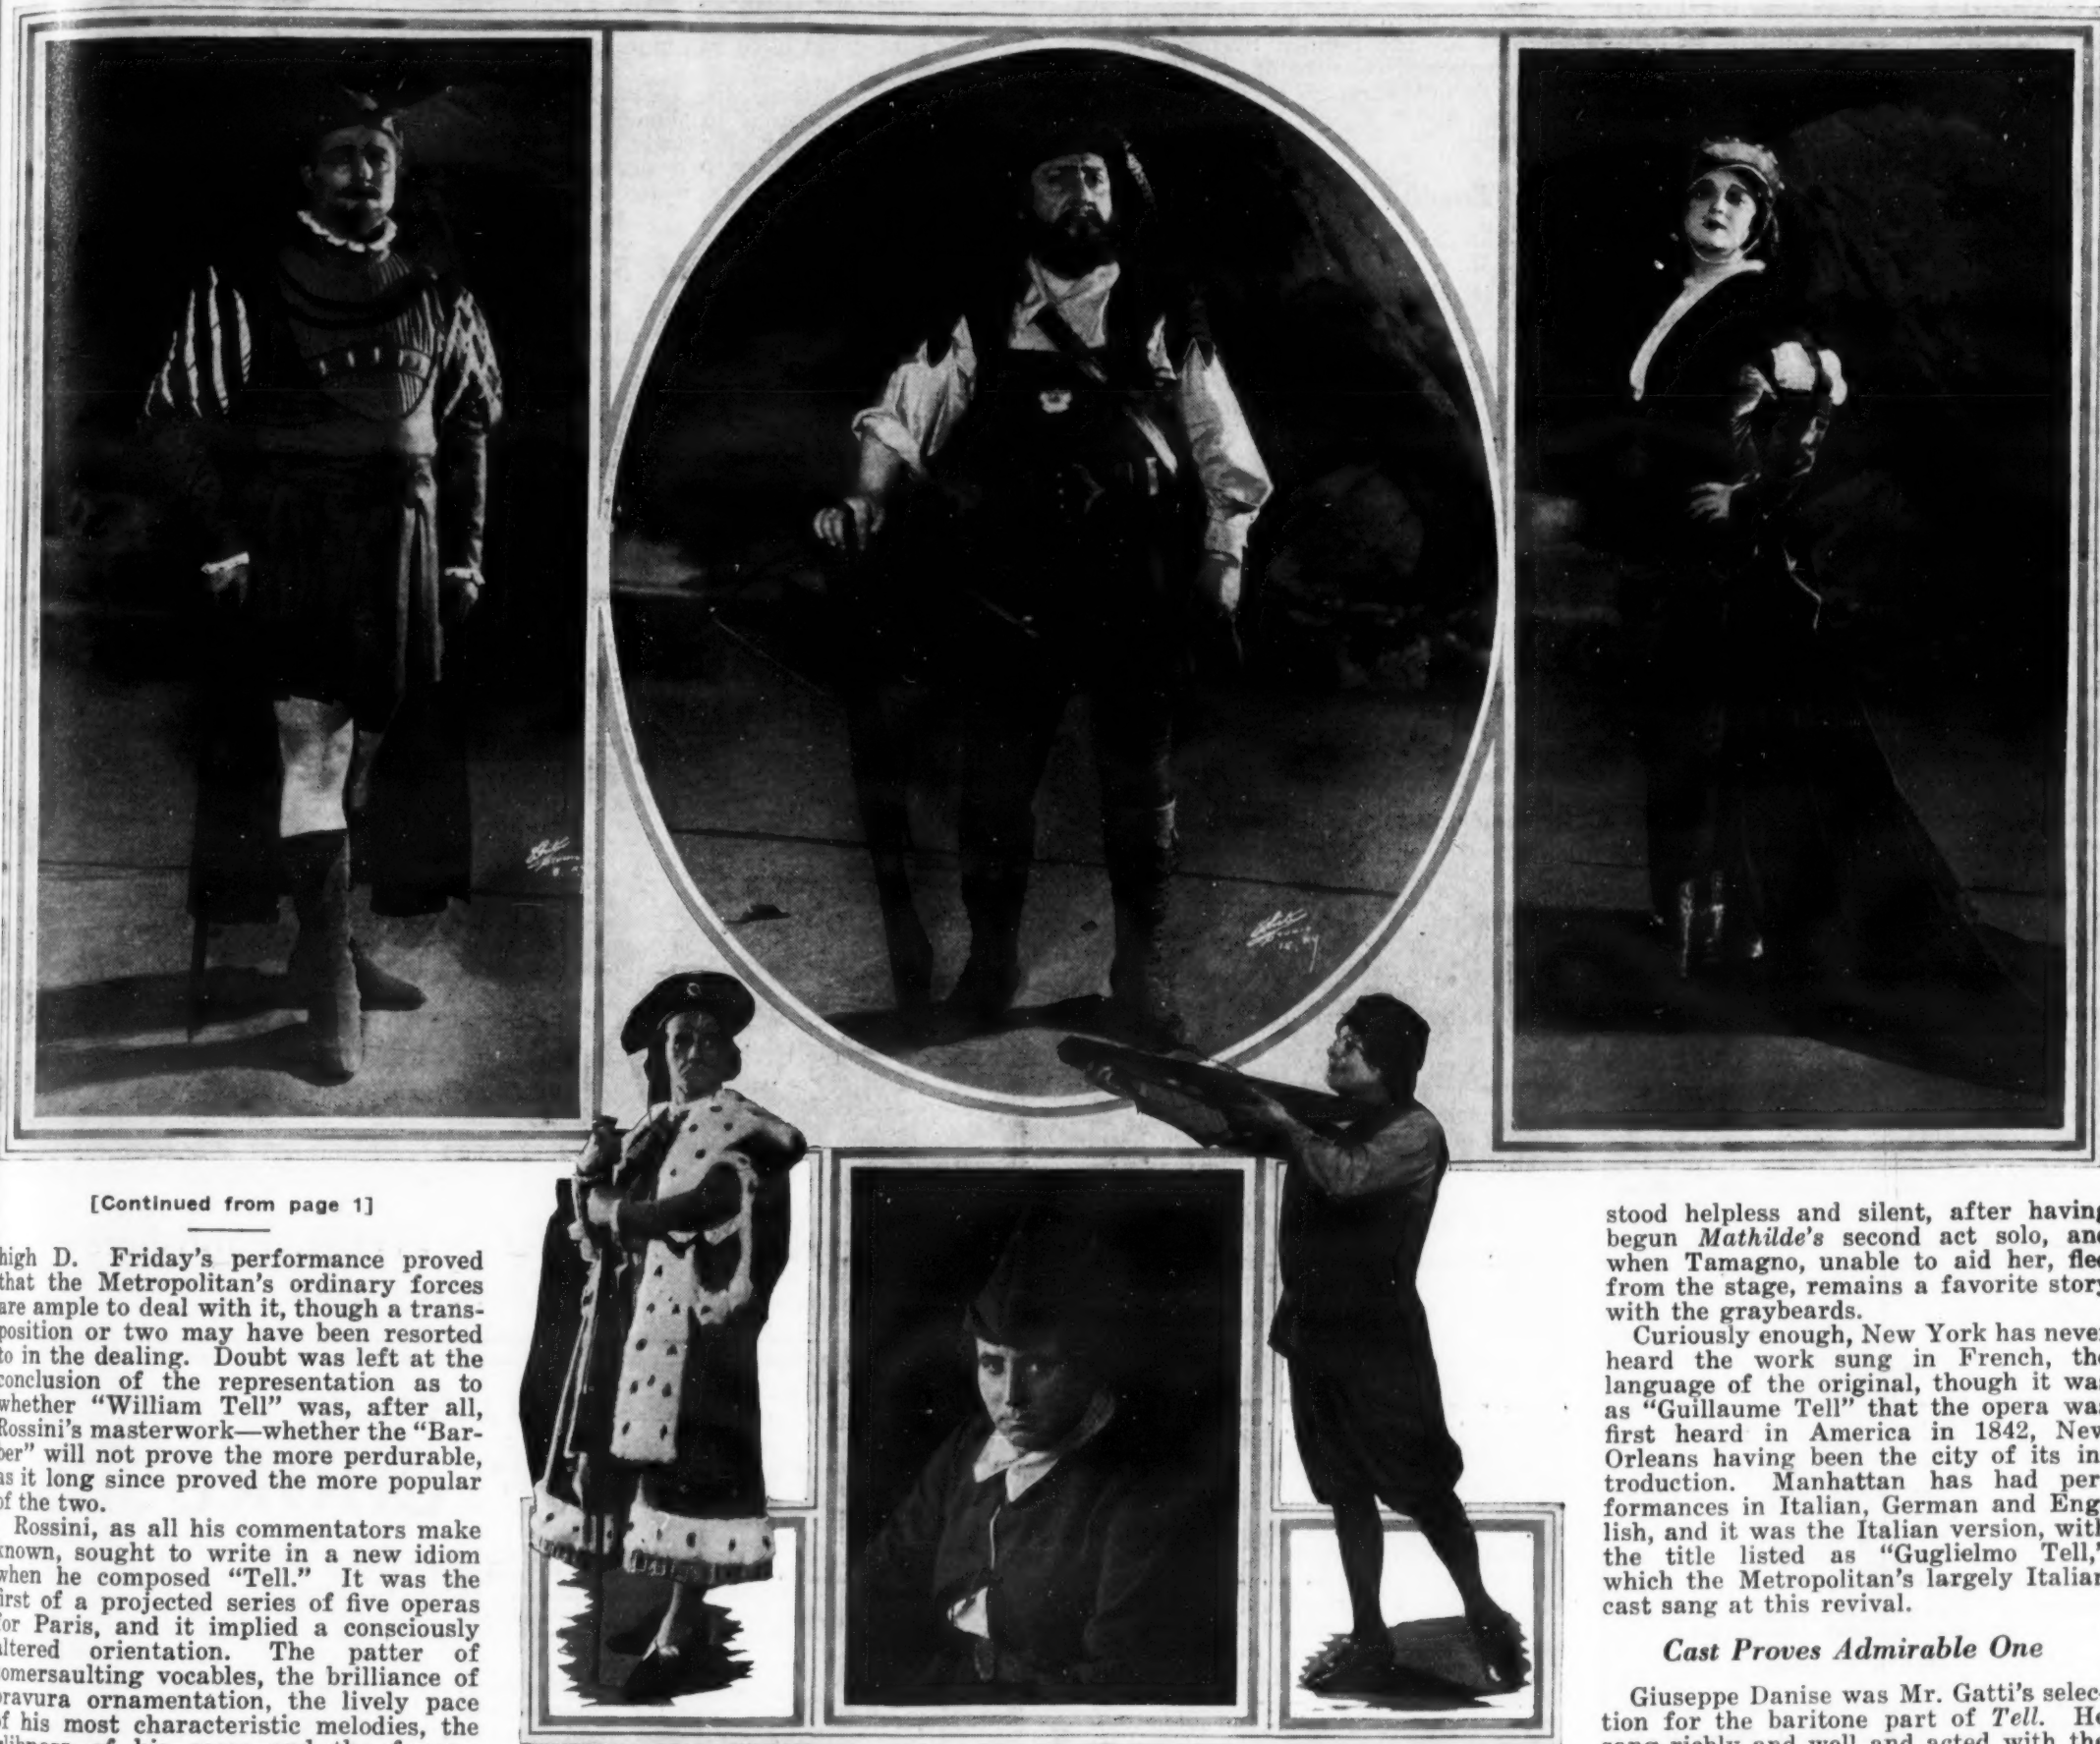 [Continued from page 1]
high D. Friday's performance proved
that the Metropolitan's ordinary forces
are ample to deal with it, though a trans-
position or two may have been resorted
to in the dealing. Doubt was left at the
conclusion of the representation as to
whether "William Tell" was, after all,
Rossini's masterwork—whether the "Bar-
ber" will not prove the more perdurable,
as it long since proved the more popular
of the two.
Rossini, as all his commentators make
known, sought to write in a new idiom
when he composed "Tell." It was the
first of a projected series of five operas
for Paris, and it implied a consciously
altered orientation. The patter of
somersaulting vocables, the brilliance of
bravura ornamentation, the lively pace
of his most characteristic melodies, the
stood helpless and silent, after having
begun Mathilde's second act solo, and
when Tamagno, unable to aid her, fled
from the stage, remains a favorite story
with the graybeards.
Curiously enough, New York has never
heard the work sung in French, the
language of the original, though it was
as "Guillaume Tell" that the opera was
first heard in America in 1842, New
Orleans having been the city of its in-
troduction. Manhattan has had per-
formances in Italian, German and Eng-
lish, and it was the Italian version, with
the title listed as "Guglielmo Tell,"
which the Metropolitan's largely Italian
cast sang at this revival.
Cast Proves Admirable One
Giuseppe Danise was Mr. Gatti's selec-
tion for the baritone part of Tell. He
sang richly and well and acted with the